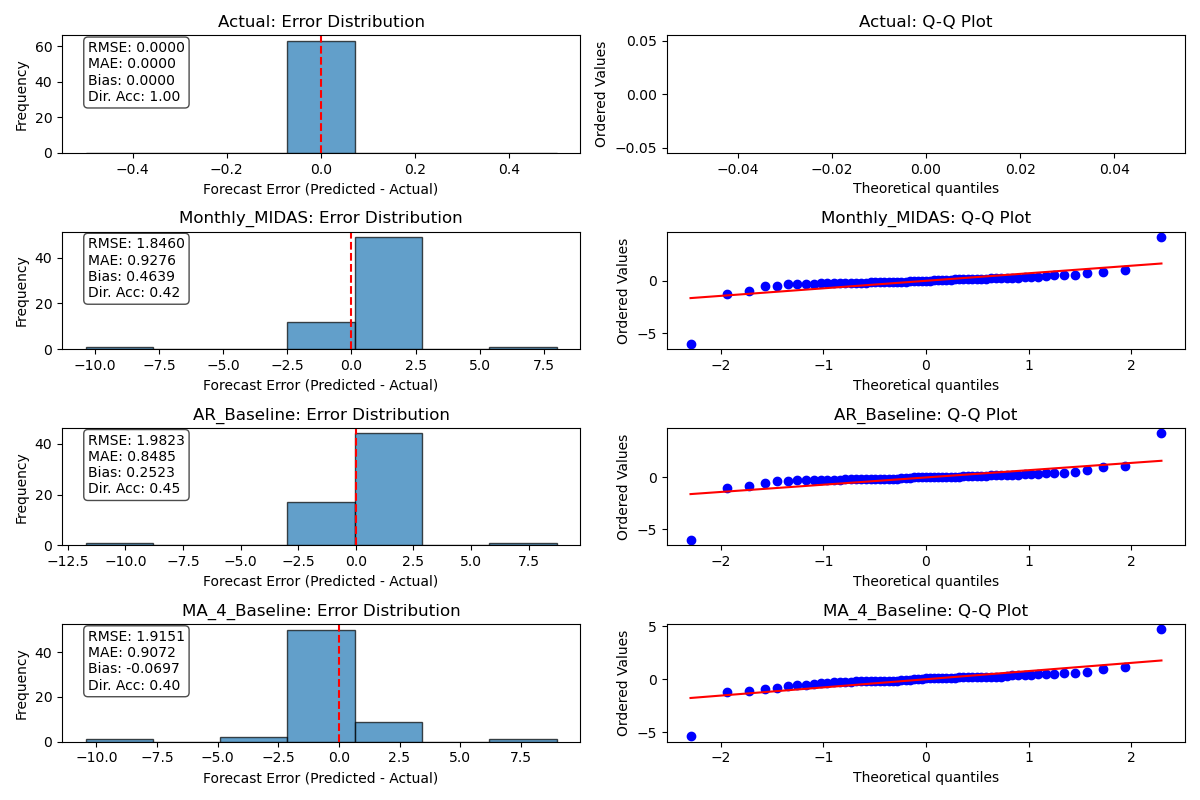 Actual: Error Distribution
RMSE: 0.0000
MAE: 0.0000
Bias: 0.0000
Dir. Acc: 1.00
Frequency
60
40
20
0
−0.4 −0.2 0.0 0.2 0.4
Forecast Error (Predicted - Actual)
Actual: Q-Q Plot
Ordered Values
0.05
0.00
−0.05
−0.04 −0.02 0.00 0.02 0.04
Theoretical quantiles
Monthly_MIDAS: Error Distribution
RMSE: 1.8460
MAE: 0.9276
Bias: 0.4639
Dir. Acc: 0.42
Frequency
40
20
0
−10.0 −7.5 −5.0 −2.5 0.0 2.5 5.0 7.5
Forecast Error (Predicted - Actual)
Monthly_MIDAS: Q-Q Plot
Ordered Values
0
−5
−2 −1 0 1 2
Theoretical quantiles
AR_Baseline: Error Distribution
RMSE: 1.9823
MAE: 0.8485
Bias: 0.2523
Dir. Acc: 0.45
Frequency
40
20
0
−12.5 −10.0 −7.5 −5.0 −2.5 0.0 2.5 5.0 7.5
Forecast Error (Predicted - Actual)
AR_Baseline: Q-Q Plot
Ordered Values
0
−5
−2 −1 0 1 2
Theoretical quantiles
MA_4_Baseline: Error Distribution
RMSE: 1.9151
MAE: 0.9072
Bias: -0.0697
Dir. Acc: 0.40
Frequency
40
20
0
−10.0 −7.5 −5.0 −2.5 0.0 2.5 5.0 7.5
Forecast Error (Predicted - Actual)
MA_4_Baseline: Q-Q Plot
Ordered Values
5
0
−5
−2 −1 0 1 2
Theoretical quantiles